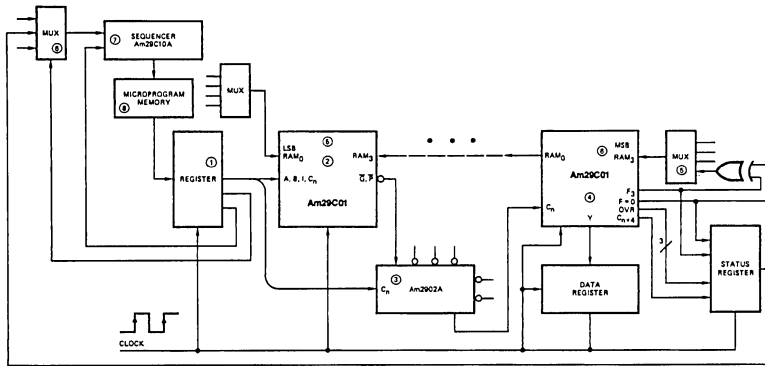 MUX
6
7
SEQUENCER
Am29C10A
MICROPROGRAM
MEMORY
8
MUX
REGISTER
1
LSB
RAM0
5
2
RAM3
A, B, I, Cn
G, P
Am29C01
• • •
RAM0
6
MSB
RAM3
Am29C01
4
Cn
Y
F3
F = 0
OVR
Cn+4
MUX
5
3
Cn
3
Am2902A
DATA
REGISTER
STATUS
REGISTER
CLOCK